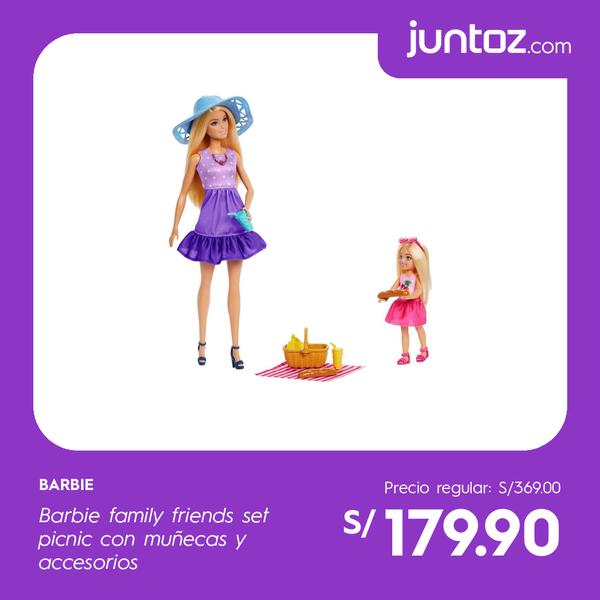 juntoz.com
BARBIE
Barbie family friends set
picnic con muñecas y
accesorios
Precio regular: S/369.00
S/179.90